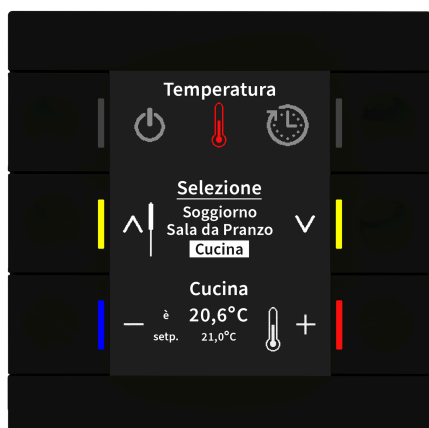 Temperatura
Selezione
Soggiorno
Sala da Pranzo
Cucina
Cucina
è 20,6°C
setp. 21,0°C